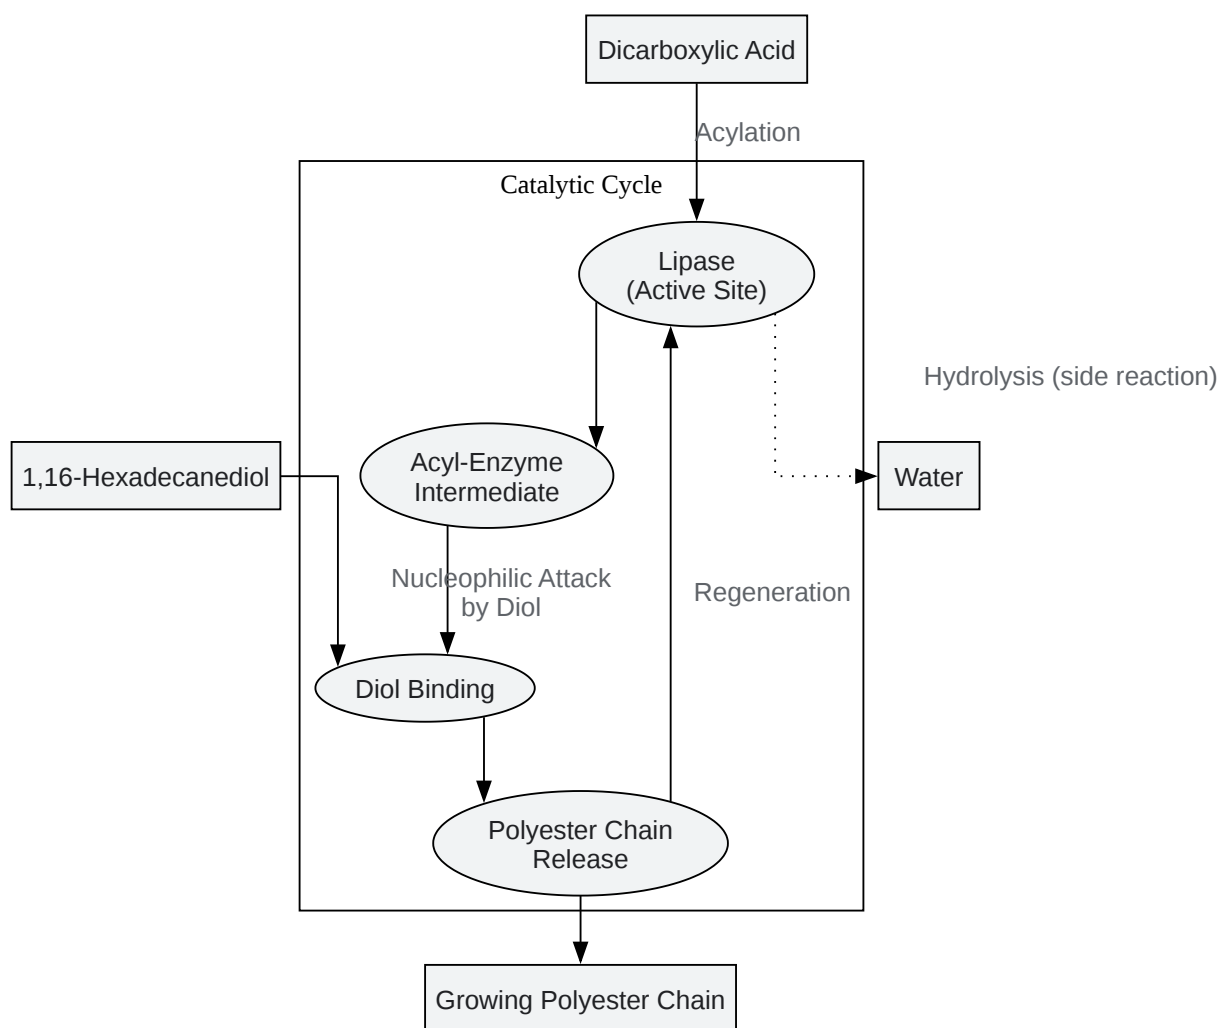 Dicarboxylic Acid
Acylation
Catalytic Cycle
Lipase
(Active Site)
Hydrolysis (side reaction)
1,16-Hexadecanediol
Acyl-Enzyme
Intermediate
Water
Nucleophilic Attack
by Diol
Regeneration
Diol Binding
Polyester Chain
Release
Growing Polyester Chain